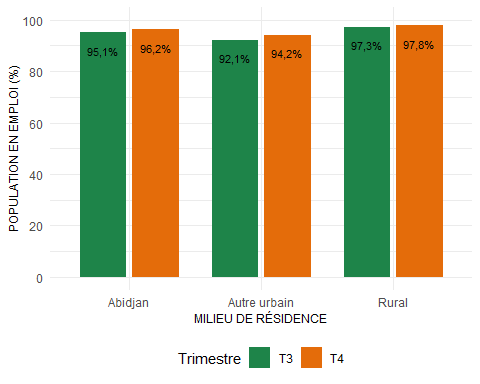 POPULATION EN EMPLOI (%)
100
80
60
40
20
0
95,1%
96,2%
92,1%
94,2%
97,3%
97,8%
Abidjan
Autre urbain
Rural
MILIEU DE RÉSIDENCE
Trimestre
T3
T4